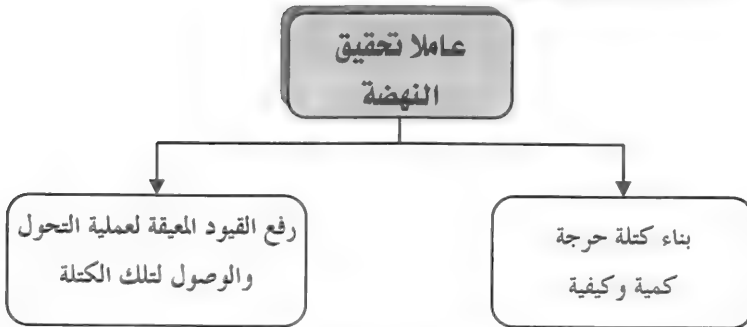 عاملا تحقيق
النهضة
بناء كتلة حرجة
كمية وكيفية
رفع القيود المعيقة لعملية التحول
والوصول لتلك الكتلة